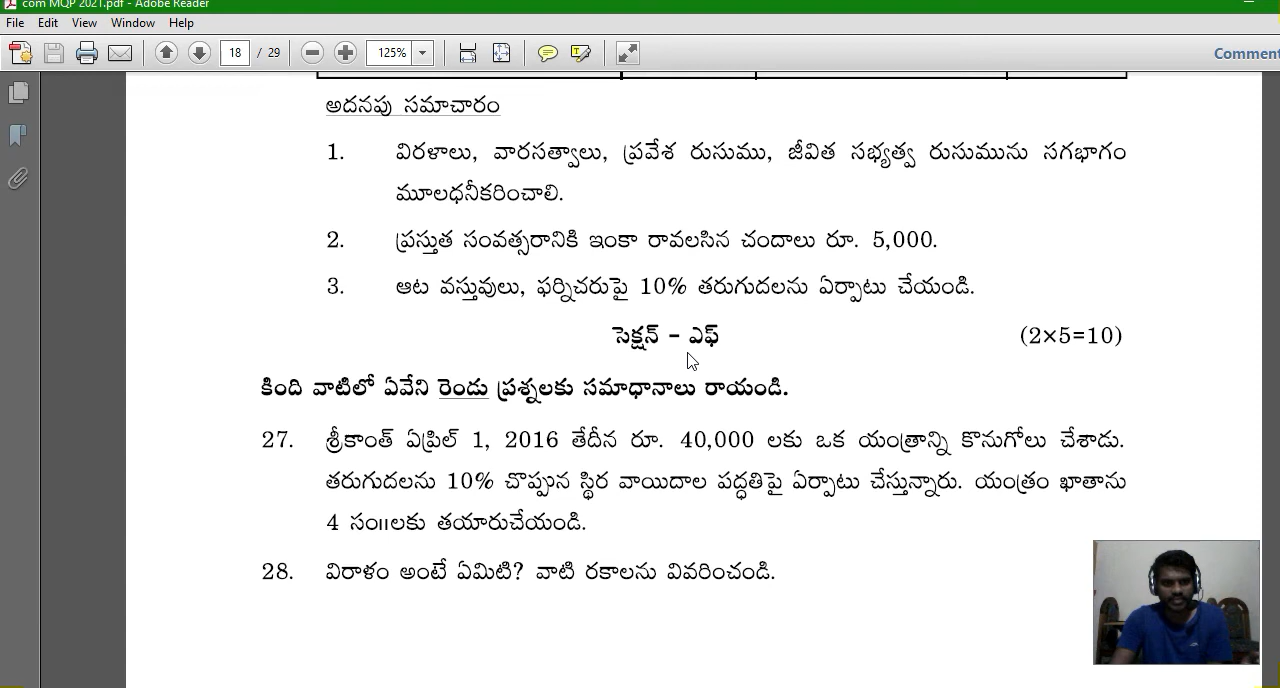 com MQP 2021.pdf - Adobe Reader
File Edit View Window Help
18 / 29 125% Comment
అదనపు సమాచారం
1. విరళాలు, వారసత్వాలు, ప్రవేశ రుసుము, జీవిత సభ్యత్వ రుసుమును సగభాగం
మూలధనీకరించాలి.
2. ప్రస్తుత సంవత్సరానికి ఇంకా రావలసిన చందాలు రూ. 5,000.
3. ఆట వస్తువులు, ఫర్నిచరుపై 10% తరుగుదలను ఏర్పాటు చేయండి.
సెక్షన్ - ఎఫ్ (2×5=10)
కింది వాటిలో ఏవేని రెండు ప్రశ్నలకు సమాధానాలు రాయండి.
27. శ్రీకాంత్ ఏప్రిల్ 1, 2016 తేదీన రూ. 40,000 లకు ఒక యంత్రాన్ని కొనుగోలు చేశాడు.
తరుగుదలను 10% చొప్పున స్థిర వాయిదాల పద్ధతిపై ఏర్పాటు చేస్తున్నారు. యంత్రం ఖాతాను
4 సం॥లకు తయారుచేయండి.
28. విరాళం అంటే ఏమిటి? వాటి రకాలను వివరించండి.